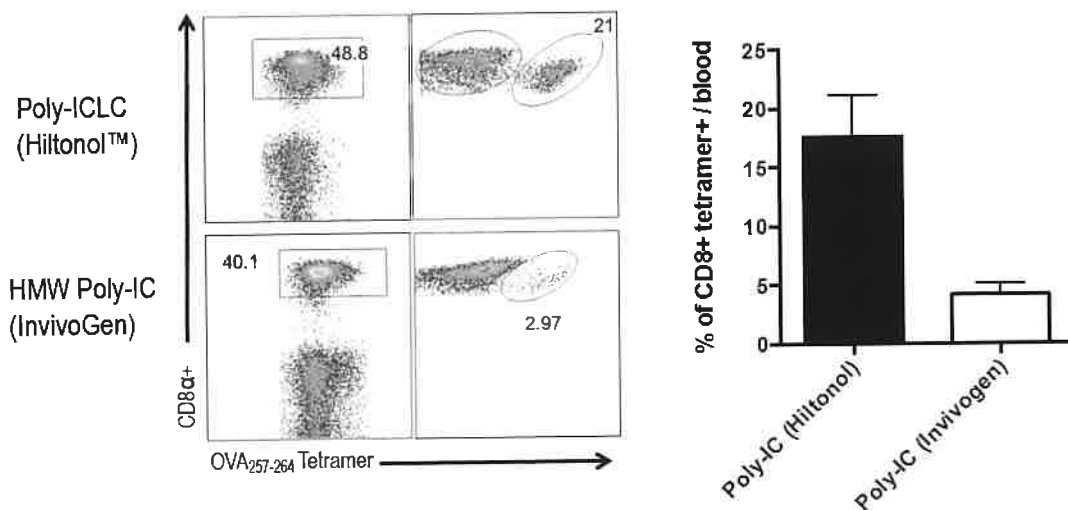 Poly-ICLC
(Hiltonol™)
48.8
21
HMW Poly-IC
(InvivoGen)
40.1
2.97
CD8α+
OVA257-264 Tetramer
% of CD8+ tetramer+ / blood
25
20
15
10
5
0
Poly-IC (Hiltonol)
Poly-IC (Invivogen)